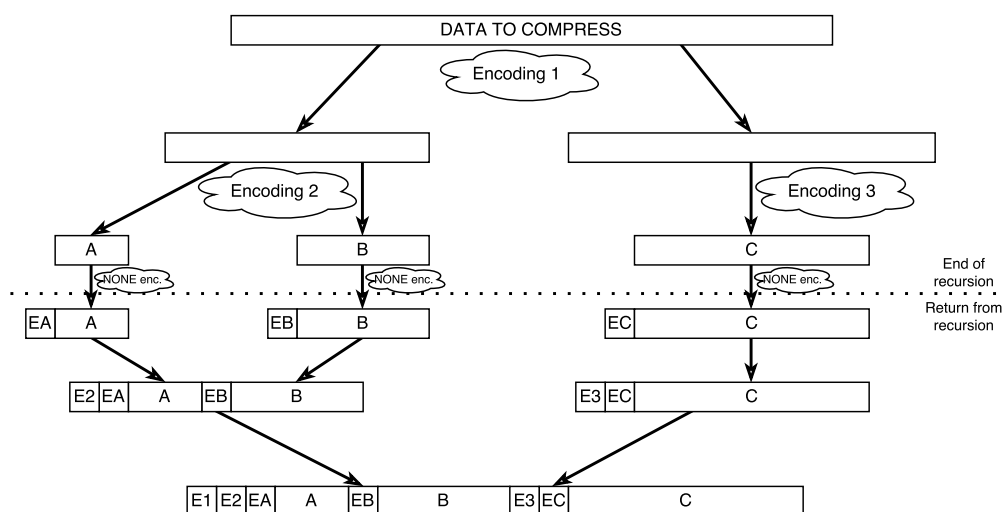 DATA TO COMPRESS
Encoding 1
Encoding 2
Encoding 3
A
B
C
NONE enc.
NONE enc.
NONE enc.
End of
recursion
Return from
recursion
EA A
EB B
EC C
E2 EA A EB B
E3 EC C
E1 E2 EA A EB B E3 EC C